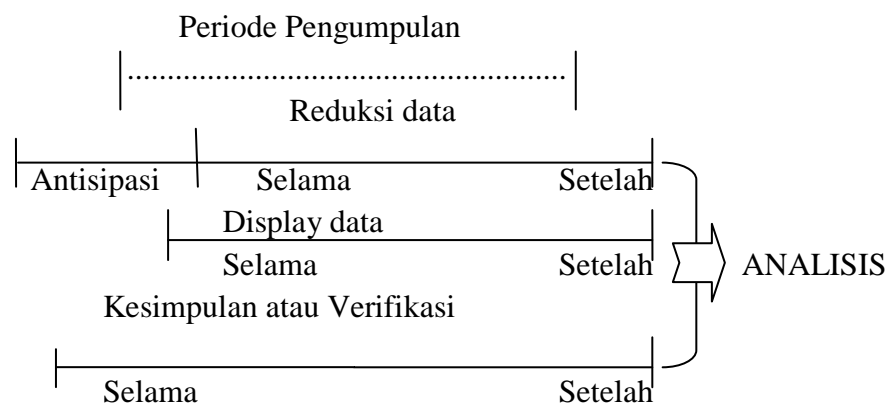 Periode Pengumpulan
Reduksi data
Antisipasi Selama Setelah
Display data
Selama Setelah
ANALISIS
Kesimpulan atau Verifikasi
Selama Setelah